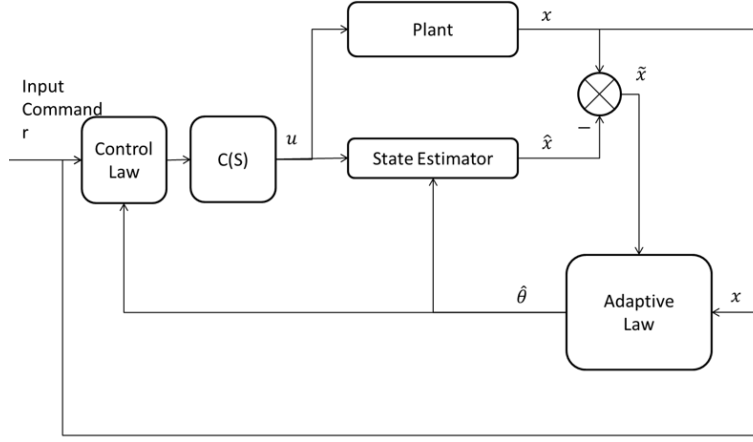 Plant
x
x̃
Input
Command
r
Control
Law
C(S)
u
State Estimator
x̂
−
θ̂
Adaptive
Law
x